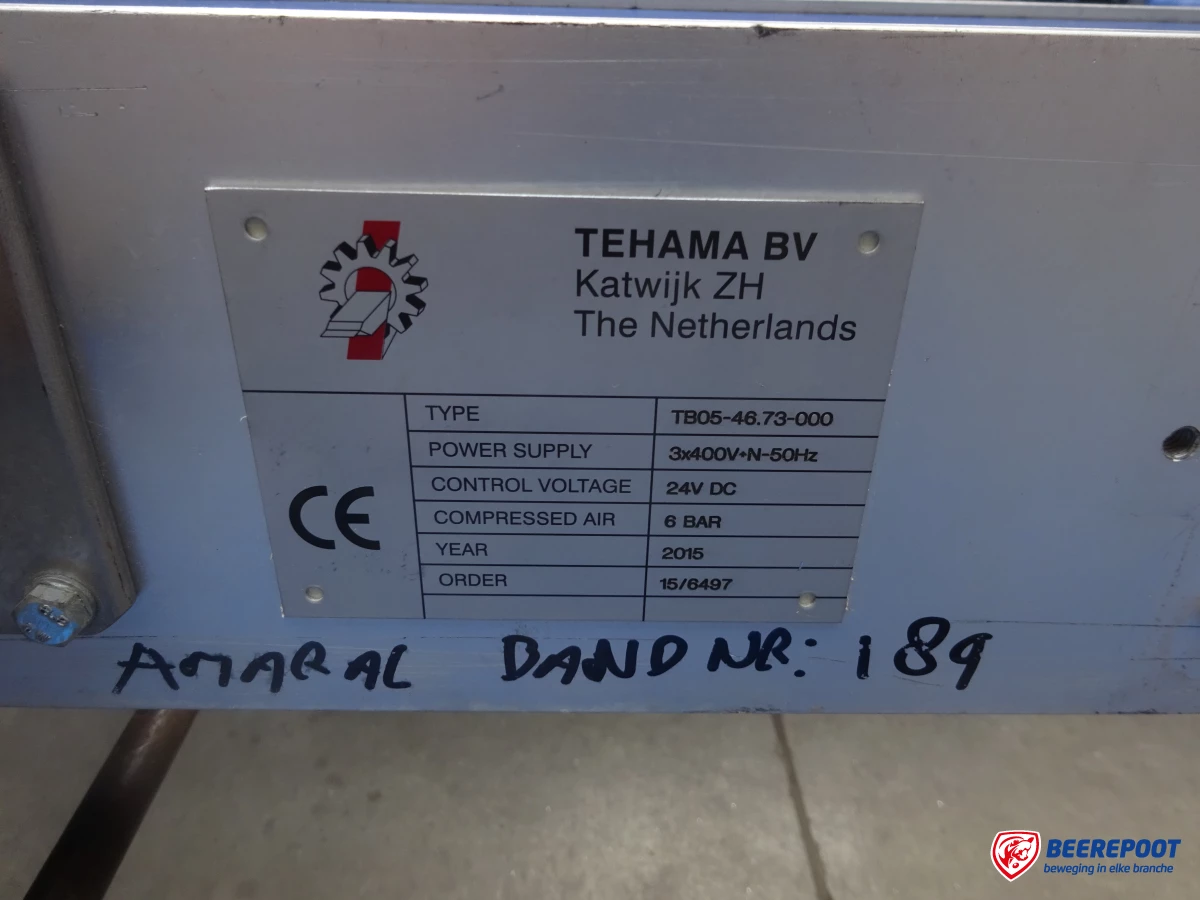 TEHAMA BV
Katwijk ZH
The Netherlands
TYPE TB05-46.73-000
POWER SUPPLY 3x400V+N-50Hz
CONTROL VOLTAGE 24V DC
COMPRESSED AIR 6 BAR
YEAR 2015
ORDER 15/6497
CE
AMARAL BAND NR: 189
BEEREPOOT
beweging in elke branche